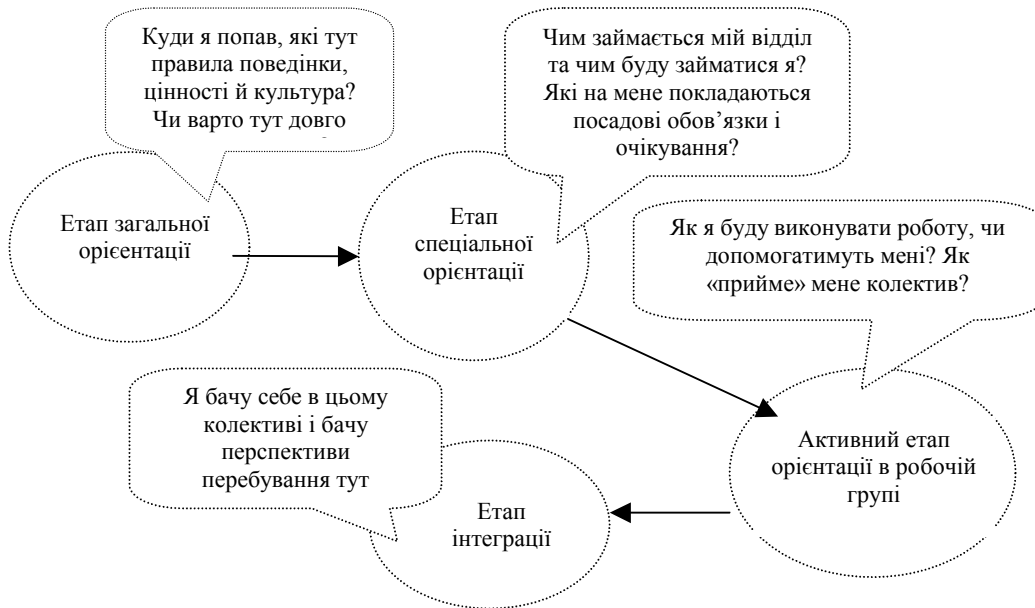 Куди я попав, які тут
правила поведінки,
цінності й культура?
Чи варто тут довго
Чим займається мій відділ
та чим буду займатися я?
Які на мене покладаються
посадові обов’язки і
очікування?
Етап загальної
орієентації
Етап
спеціальної
орієнтації
Як я буду виконувати роботу, чи
допомогатимуть мені? Як
«прийме» мене колектив?
Активний етап
орієнтації в робочій
групі
Я бачу себе в цьому
колективі і бачу
перспективи
перебування тут
Етап
інтеграції